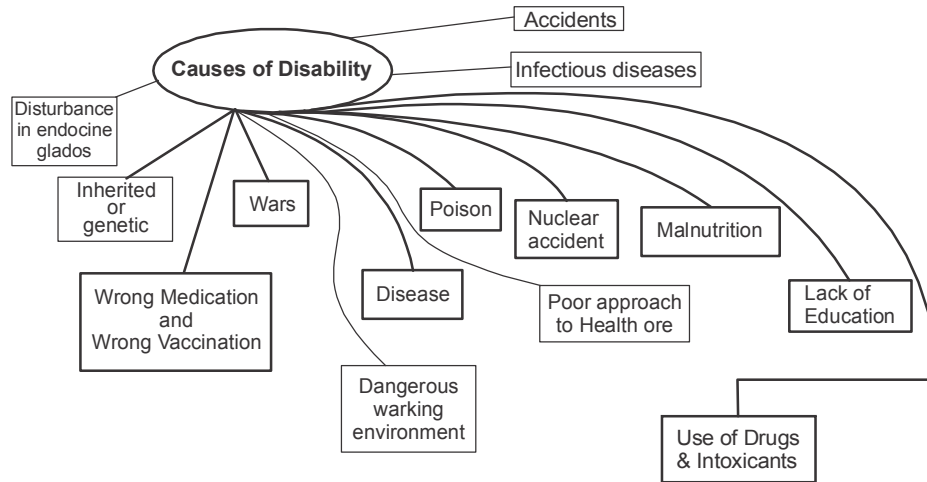 Accidents
Causes of Disability
Infectious diseases
Disturbance
in endocine
glados
Inherited
or
genetic
Wars
Poison
Nuclear
accident
Malnutrition
Wrong Medication
and
Wrong Vaccination
Disease
Poor approach
to Health ore
Lack of
Education
Dangerous
warking
environment
Use of Drugs
& Intoxicants